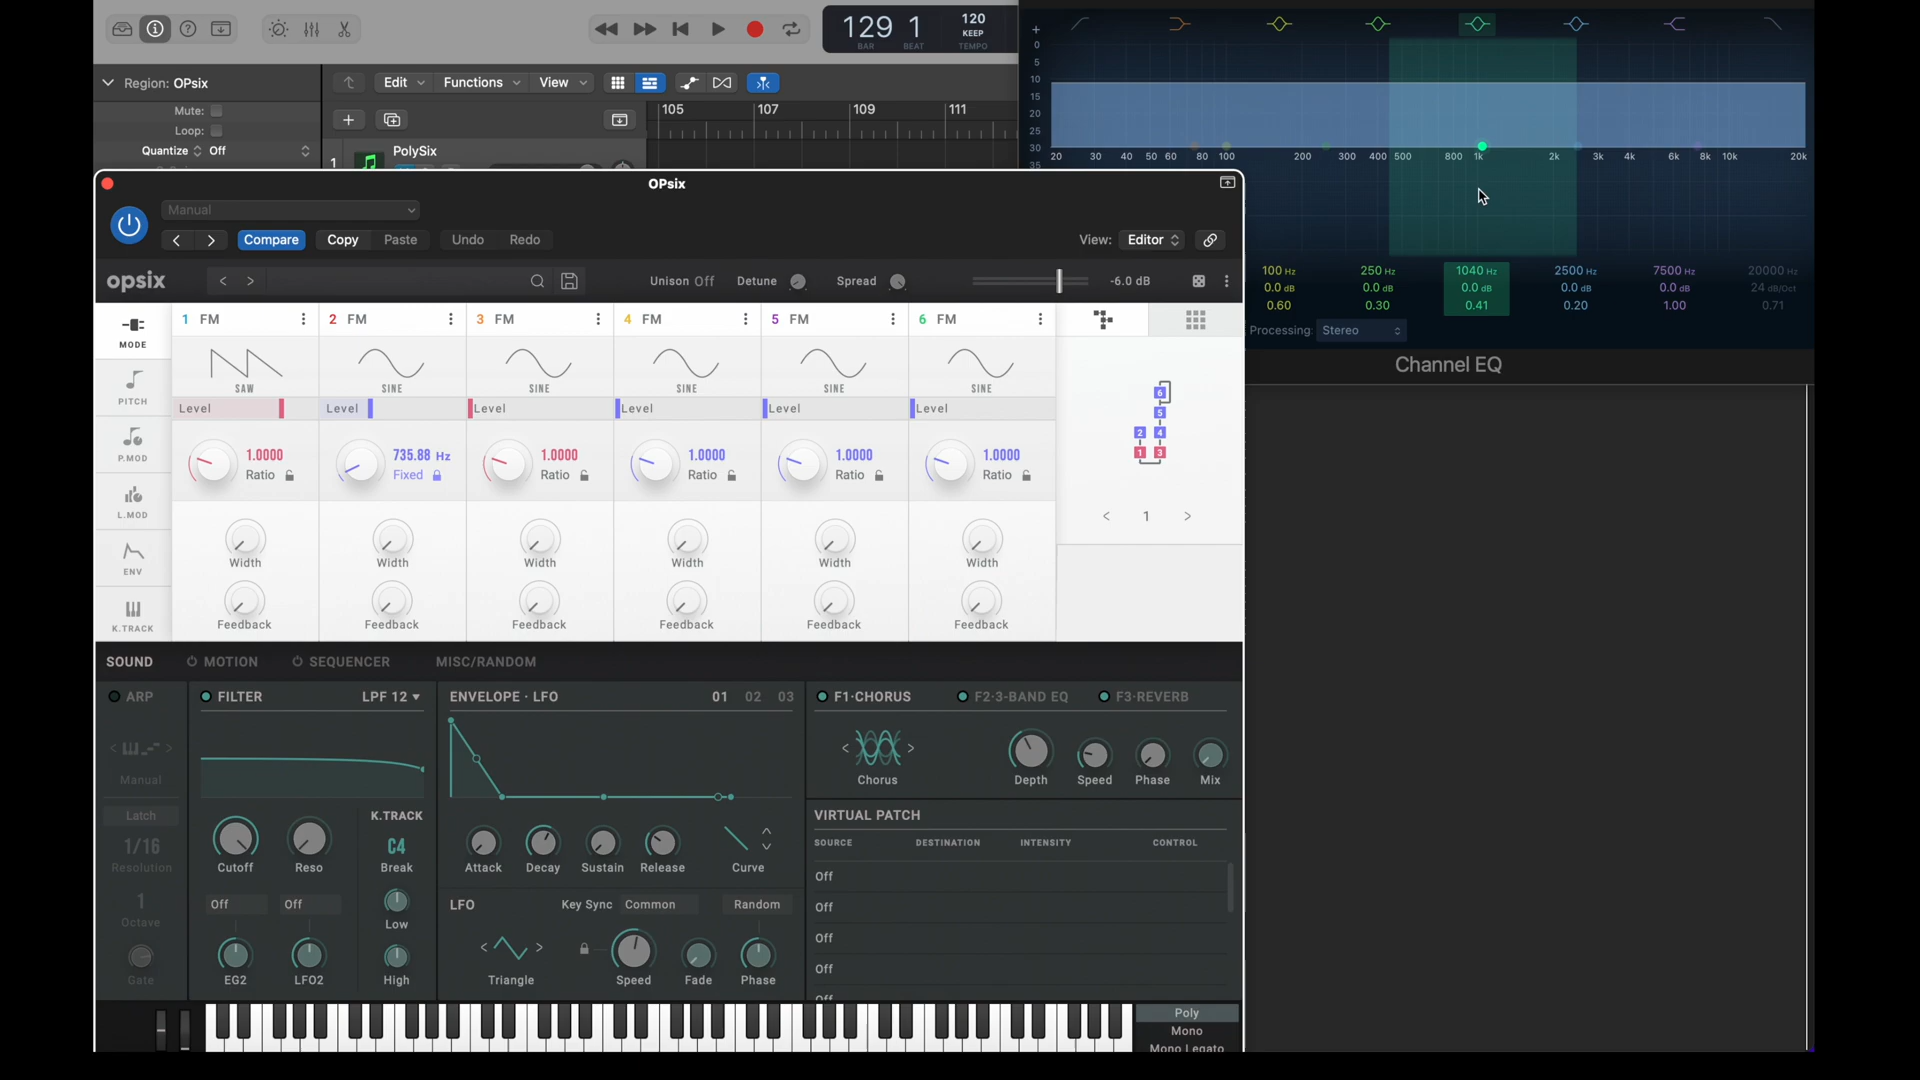 129 1 120
KEEP
BAR BEAT TEMPO
Region: OPsix
Edit Functions View
Mute:
Loop:
Quantize Off
105 107 109 111
1 PolySix
+
0
5
10
15
20
25
30
35
20 30 40 50 60 80 100 200 300 400 500 800 1k 2k 3k 4k 6k 8k 10k 20k
100 Hz 250 Hz 1040 Hz 2500 Hz 7500 Hz 20000 Hz
0.0 dB 0.0 dB 0.0 dB 0.0 dB 0.0 dB 24 dB/Oct
0.60 0.30 0.41 0.20 1.00 0.71
Processing: Stereo
Channel EQ
OPsix
Manual
Compare Copy Paste Undo Redo
View: Editor
opsix < > Unison Off Detune Spread -6.0 dB
MODE
PITCH
P.MOD
L.MOD
ENV
K.TRACK
1 FM 2 FM 3 FM 4 FM 5 FM 6 FM
SAW SINE SINE SINE SINE SINE
Level Level Level Level Level Level
1.0000 735.88 Hz 1.0000 1.0000 1.0000 1.0000
Ratio Fixed Ratio Ratio Ratio Ratio
Width Width Width Width Width Width
Feedback Feedback Feedback Feedback Feedback Feedback
6
5
2 4
1 3
< 1 >
SOUND MOTION SEQUENCER MISC/RANDOM
ARP
Manual
Latch
1/16
Resolution
1
Octave
Gate
FILTER LPF 12
K.TRACK
C4
Cutoff Reso Break
Off Off
Low
EG2 LFO2 High
ENVELOPE · LFO 01 02 03
Attack Decay Sustain Release Curve
LFO Key Sync Common Random
Triangle Speed Fade Phase
F1·CHORUS F2·3-BAND EQ F3·REVERB
Chorus Depth Speed Phase Mix
VIRTUAL PATCH
SOURCE DESTINATION INTENSITY CONTROL
Off
Off
Off
Off
Off
Poly
Mono
Mono Legato